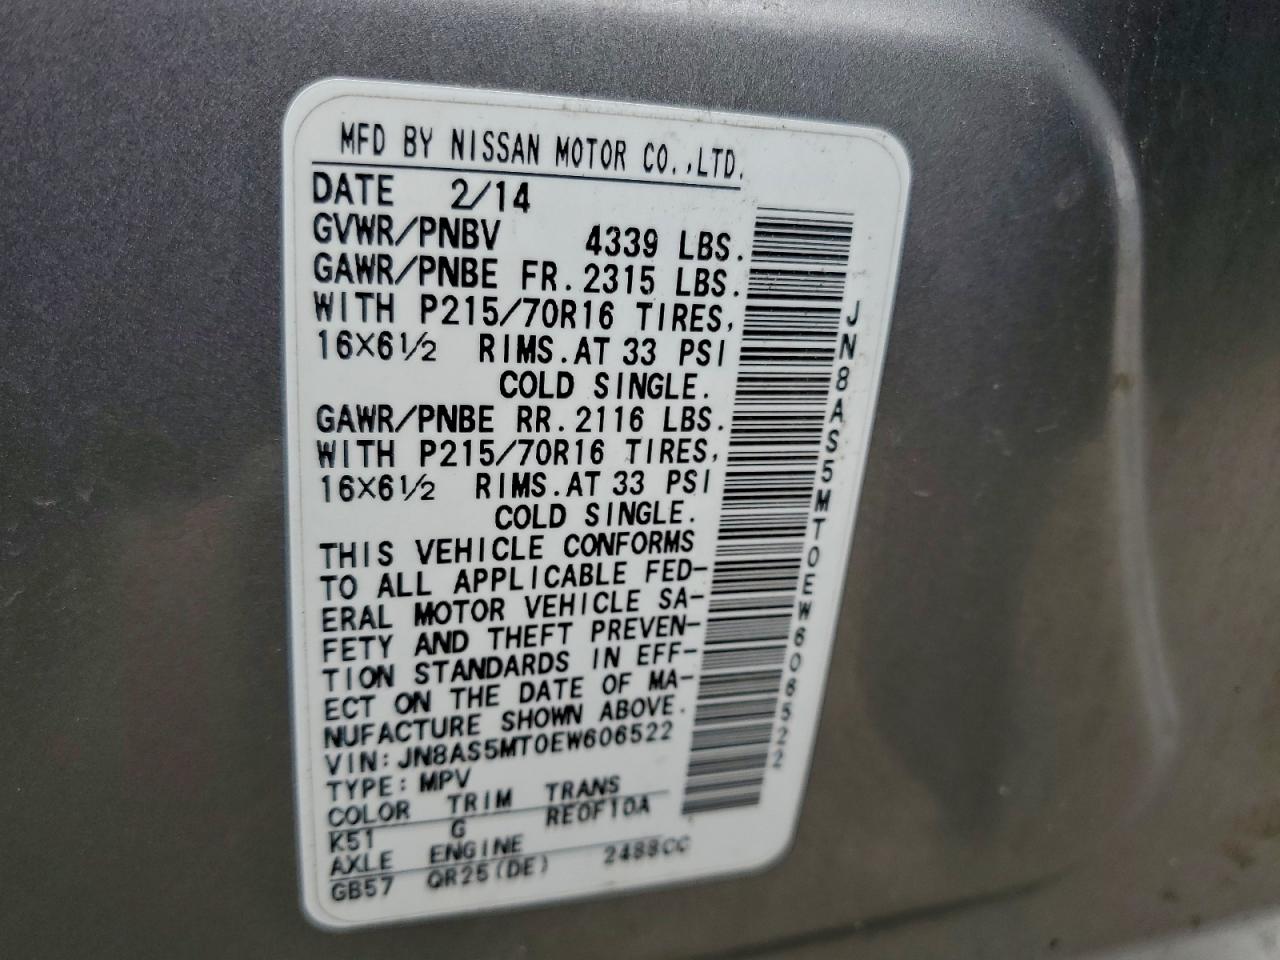 MFD BY NISSAN MOTOR CO.,LTD.
DATE 2/14
GVWR/PNBV 4339 LBS.
GAWR/PNBE FR. 2315 LBS.
WITH P215/70R16 TIRES,
16X6½ RIMS. AT 33 PSI
COLD SINGLE.
GAWR/PNBE RR. 2116 LBS.
WITH P215/70R16 TIRES,
16X6½ RIMS. AT 33 PSI
COLD SINGLE.
THIS VEHICLE CONFORMS
TO ALL APPLICABLE FED-
ERAL MOTOR VEHICLE SA-
FETY AND THEFT PREVEN-
TION STANDARDS IN EFF-
ECT ON THE DATE OF MA-
NUFACTURE SHOWN ABOVE.
VIN: JN8AS5MT0EW606522
TYPE: MPV
COLOR TRIM TRANS
K51 G RE0F10A
AXLE ENGINE
GB57 QR25(DE) 2488CC
JN8AS5MT0EW606522